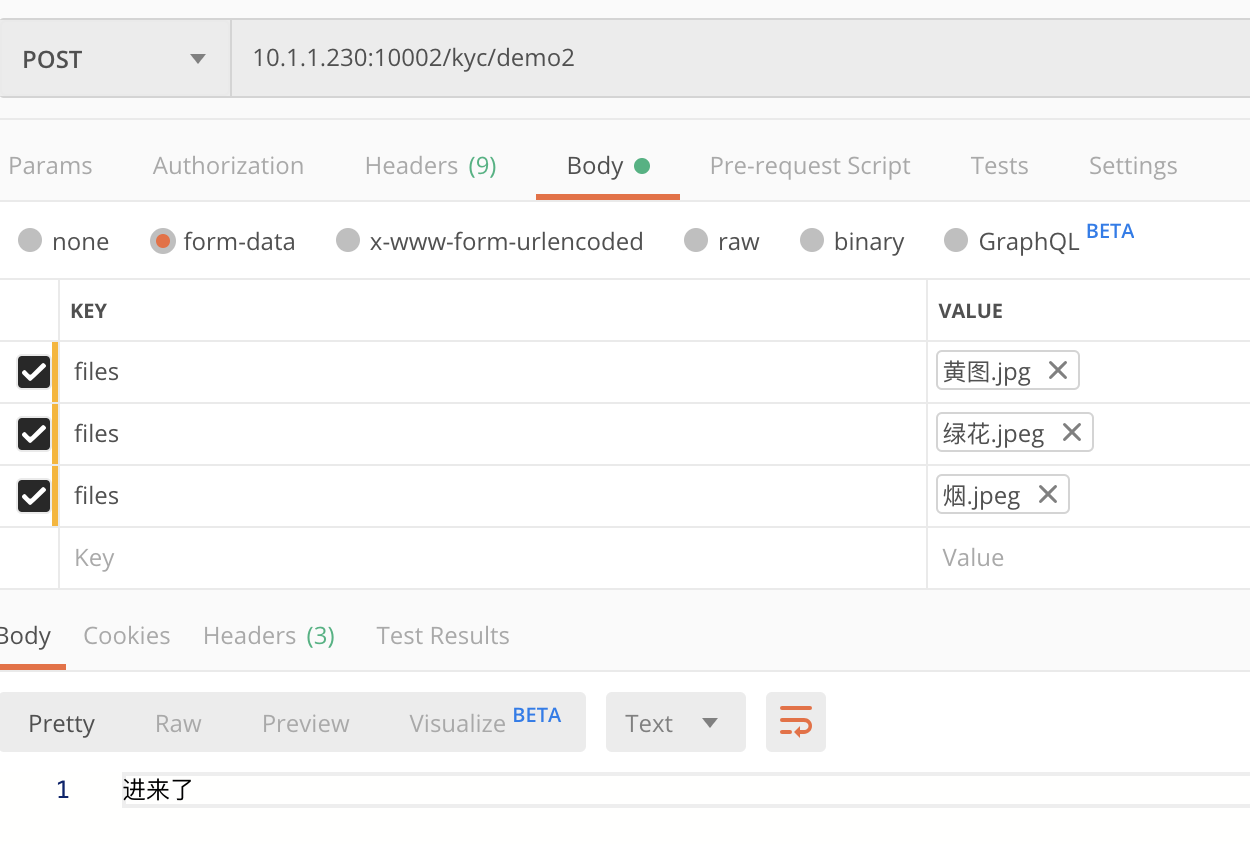 POST 10.1.1.230:10002/kyc/demo2
Params Authorization Headers (9) Body Pre-request Script Tests Settings
none form-data x-www-form-urlencoded raw binary GraphQL BETA
KEY VALUE
files 黄图.jpg
files 绿花.jpeg
files 烟.jpeg
Key Value
Body Cookies Headers (3) Test Results
Pretty Raw Preview Visualize BETA Text
1 进来了